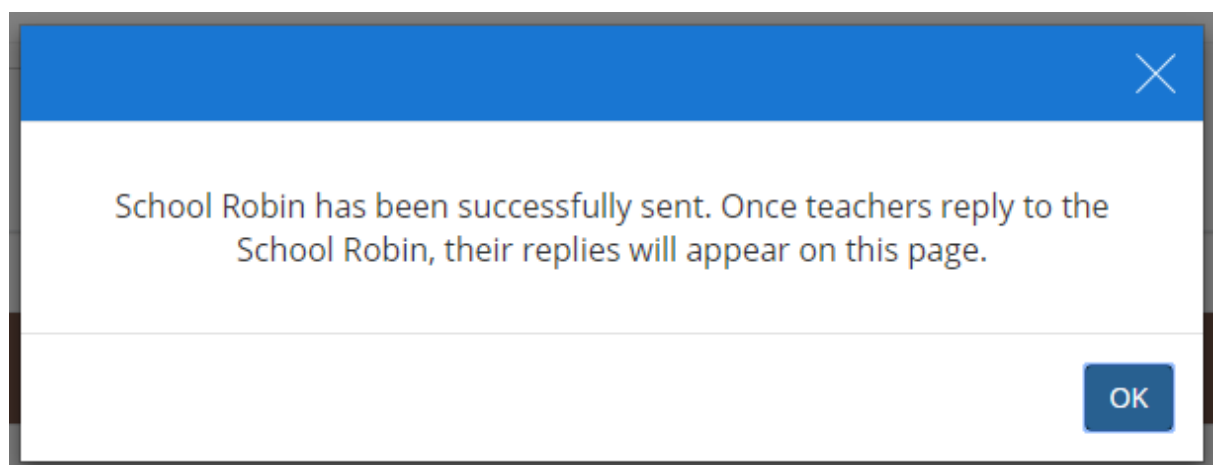 School Robin has been successfully sent. Once teachers reply to the
School Robin, their replies will appear on this page.
OK